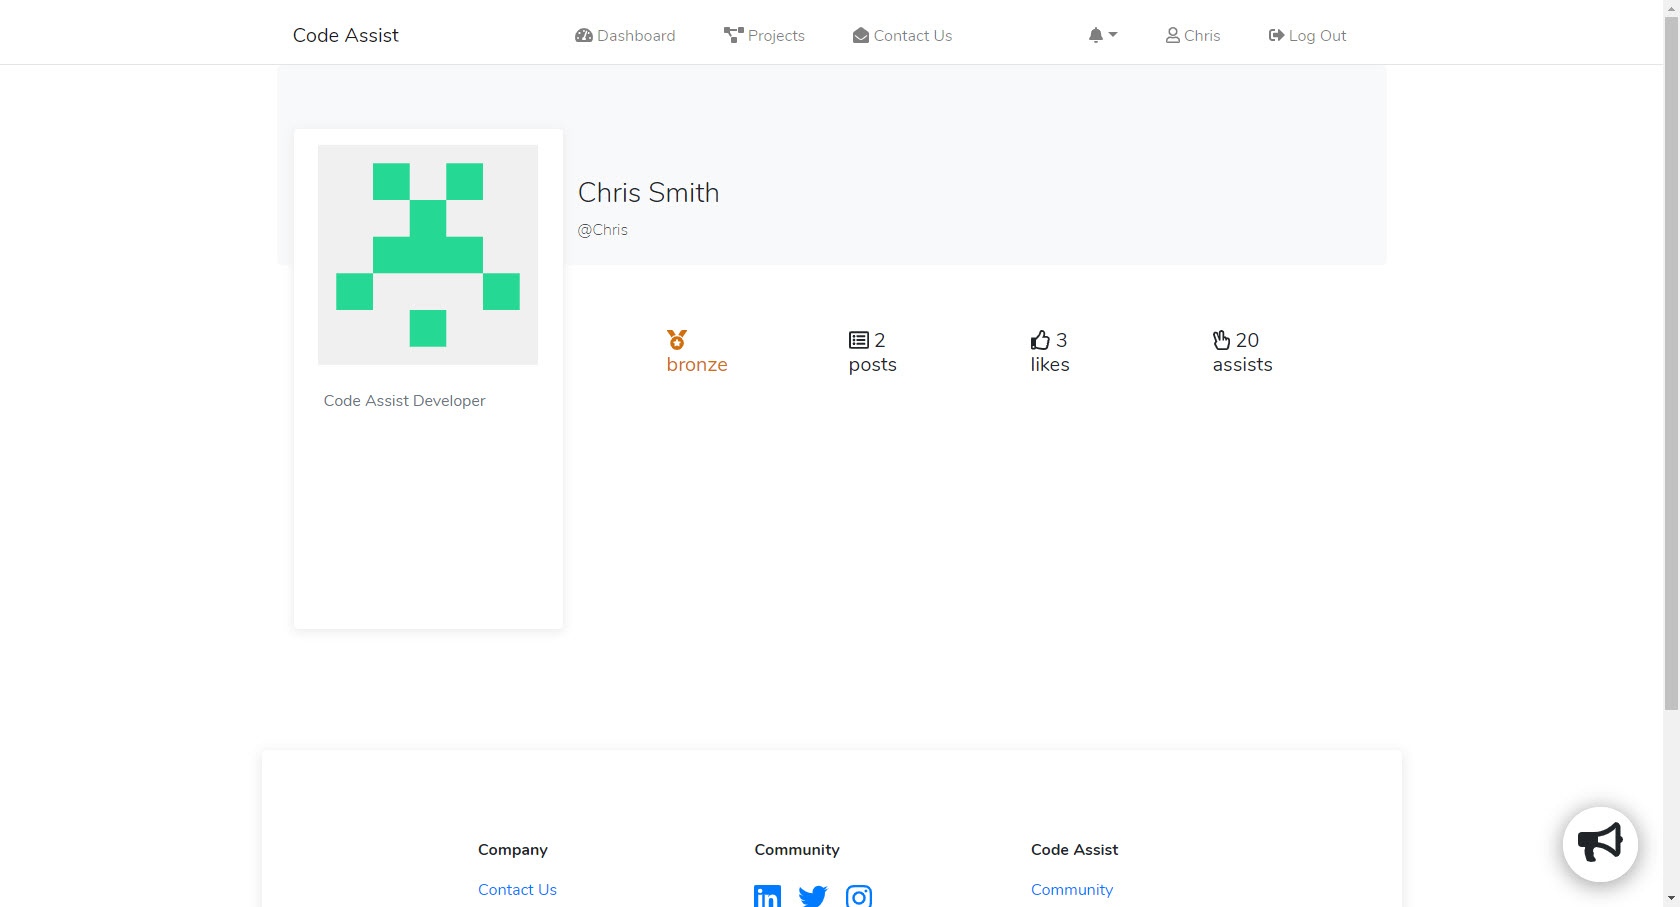 Code Assist
Dashboard
Projects
Contact Us
Chris
Log Out
Chris Smith
@Chris
bronze
2
posts
3
likes
20
assists
Code Assist Developer
Company
Community
Code Assist
Contact Us
Community